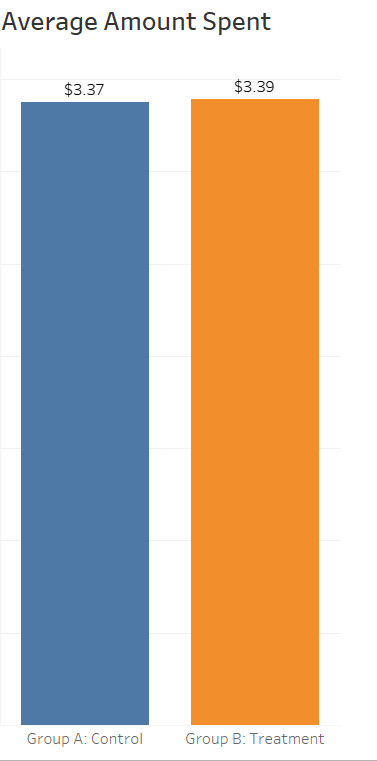 Average Amount Spent
$3.37
$3.39
Group A: Control
Group B: Treatment